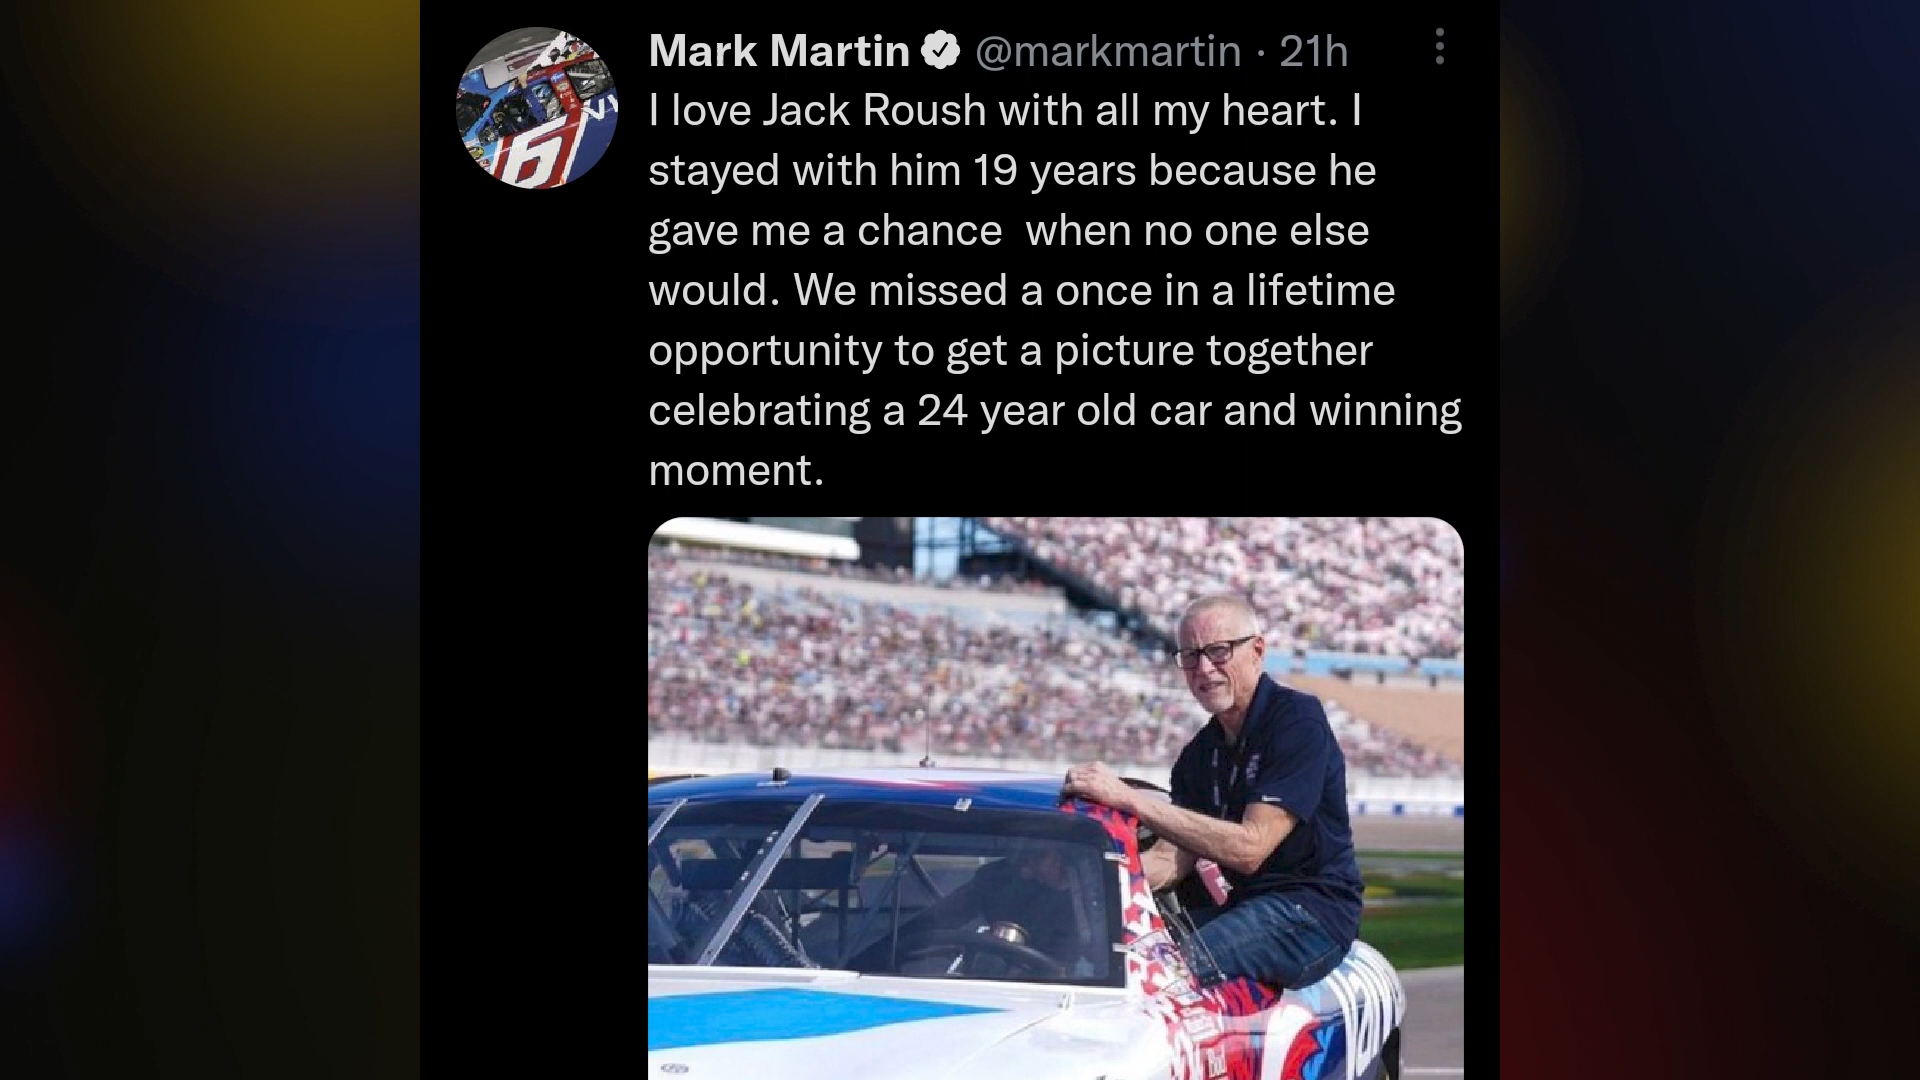 Mark Martin @markmartin · 21h
I love Jack Roush with all my heart. I
stayed with him 19 years because he
gave me a chance  when no one else
would. We missed a once in a lifetime
opportunity to get a picture together
celebrating a 24 year old car and winning
moment.
6